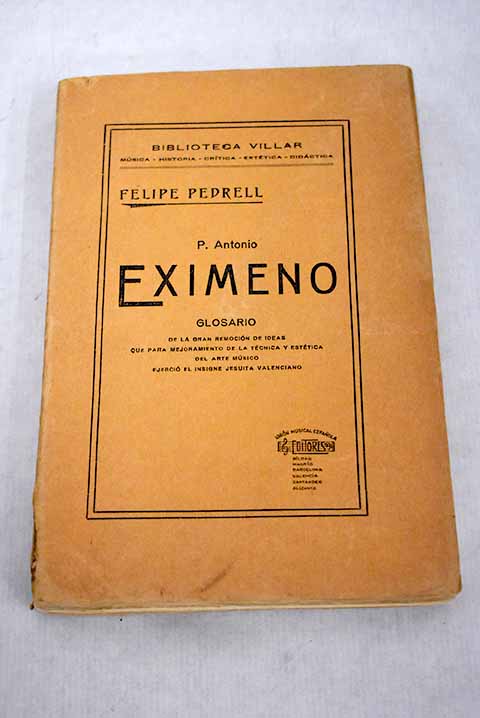 BIBLIOTECA VILLAR
MÚSICA - HISTORIA - CRÍTICA - ESTÉTICA - DIDÁCTICA
FELIPE PEDRELL
P. Antonio
EXIMENO
GLOSARIO
DE LA GRAN REMOCIÓN DE IDEAS
QUE PARA MEJORAMIENTO DE LA TÉCNICA Y ESTÉTICA
DEL ARTE MÚSICO
EJERCIÓ EL INSIGNE JESUITA VALENCIANO
UNIÓN MUSICAL ESPAÑOLA
EDITORES
BILBAO
MADRID
BARCELONA
VALENCIA
SANTANDER
ALICANTE